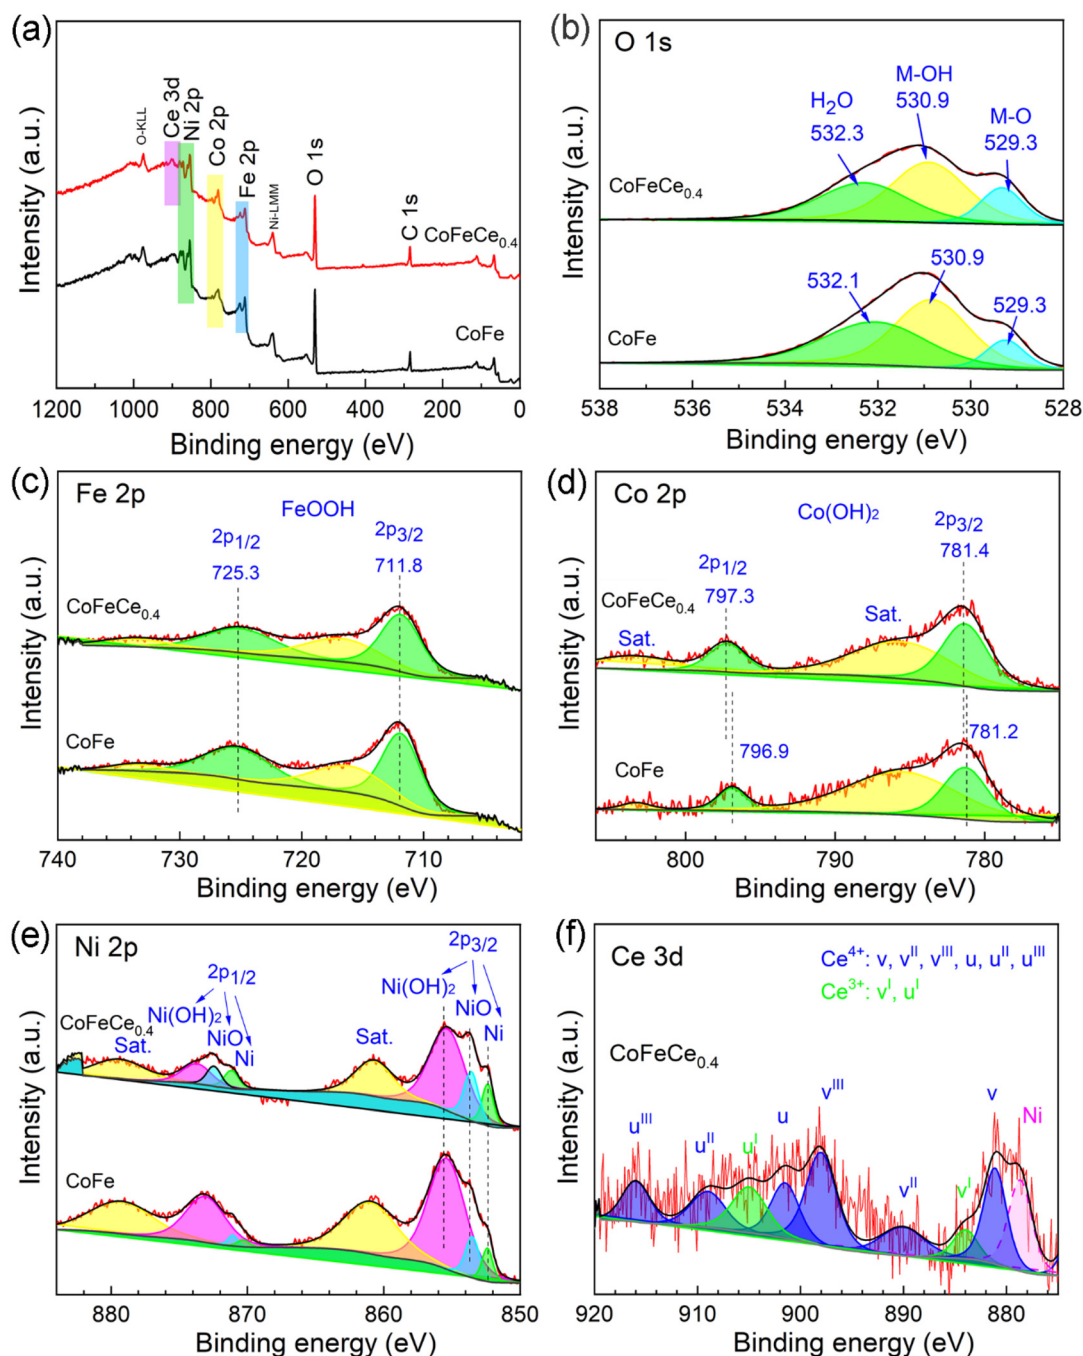 (a)
O-KLL
Ce 3d
Ni 2p
Co 2p
Fe 2p
Ni-LMM
O 1s
C 1s
CoFeCe₀.₄
CoFe
Intensity (a.u.)
1200 1000 800 600 400 200 0
Binding energy (eV)
(b)
O 1s
M-OH
530.9
H₂O
532.3
M-O
529.3
CoFeCe₀.₄
532.1
530.9
529.3
CoFe
Intensity (a.u.)
538 536 534 532 530 528
Binding energy (eV)
(c)
Fe 2p
FeOOH
2p₁/₂
725.3
2p₃/₂
711.8
CoFeCe₀.₄
CoFe
Intensity (a.u.)
740 730 720 710
Binding energy (eV)
(d)
Co 2p
Co(OH)₂
2p₃/₂
781.4
2p₁/₂
797.3
CoFeCe₀.₄
Sat.
Sat.
796.9
781.2
CoFe
Intensity (a.u.)
800 790 780
Binding energy (eV)
(e)
Ni 2p
2p₃/₂
2p₁/₂
Ni(OH)₂
NiO
Ni
Ni(OH)₂
NiO
Ni
CoFeCe₀.₄
Sat.
Sat.
CoFe
Intensity (a.u.)
880 870 860 850
Binding energy (eV)
(f)
Ce 3d
Ce⁴⁺: v, vᴵᴵ, vᴵᴵᴵ, u, uᴵᴵ, uᴵᴵᴵ
Ce³⁺: vᴵ, uᴵ
CoFeCe₀.₄
uᴵᴵᴵ
uᴵᴵ
uᴵ
u
vᴵᴵᴵ
vᴵᴵ
vᴵ
v
Ni
Intensity (a.u.)
920 910 900 890 880
Binding energy (eV)